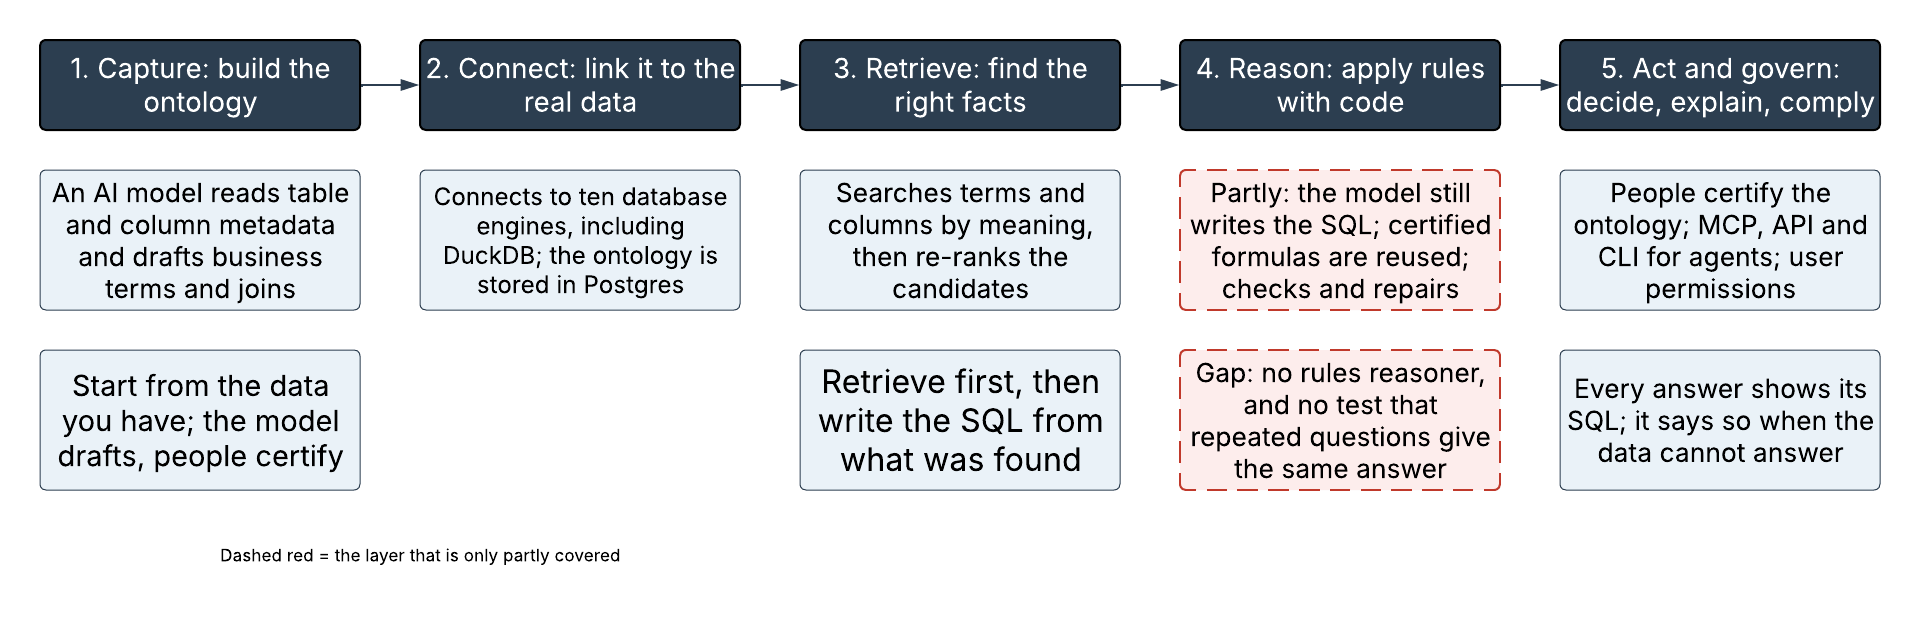 1. Capture: build the
ontology
2. Connect: link it to the
real data
3. Retrieve: find the
right facts
4. Reason: apply rules
with code
5. Act and govern:
decide, explain, comply
An AI model reads table
and column metadata
and drafts business
terms and joins
Connects to ten database
engines, including
DuckDB; the ontology is
stored in Postgres
Searches terms and
columns by meaning,
then re-ranks the
candidates
Partly: the model still
writes the SQL; certified
formulas are reused;
checks and repairs
People certify the
ontology; MCP, API and
CLI for agents; user
permissions
Start from the data
you have; the model
drafts, people certify
Retrieve first, then
write the SQL from
what was found
Gap: no rules reasoner,
and no test that
repeated questions give
the same answer
Every answer shows its
SQL; it says so when the
data cannot answer
Dashed red = the layer that is only partly covered